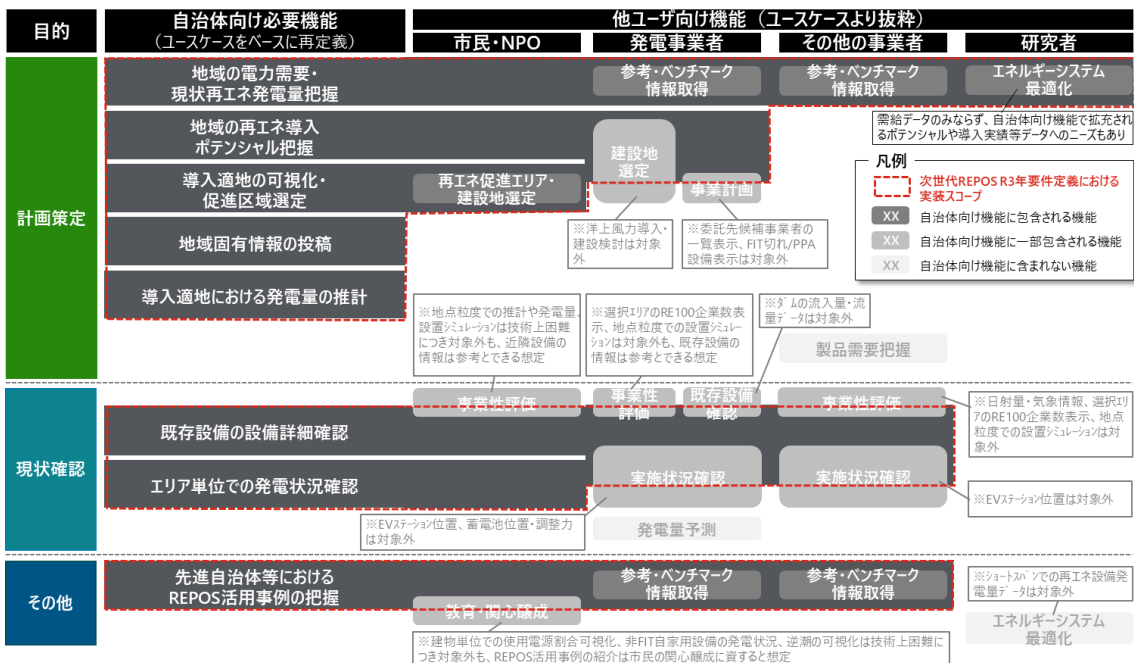 目的
自治体向け必要機能
(ユースケースをベースに再定義)
他ユーザ向け機能（ユースケースより抜粋）
市民・NPO
発電事業者
その他の事業者
研究者
計画策定
地域の電力需要・
現状再エネ発電量把握
参考・ベンチマーク
情報取得
参考・ベンチマーク
情報取得
エネルギーシステム
最適化
需給データのみならず、自治体向け機能で拡充され
るポテンシャルや導入実績等データへのニーズもあり
地域の再エネ導入
ポテンシャル把握
建設地
選定
導入適地の可視化・
促進区域選定
再エネ促進エリア・
建設地選定
事業計画
凡例
次世代REPOS R3年要件定義における
実装スコープ
XX
自治体向け機能に包含される機能
XX
自治体向け機能に一部包含される機能
XX
自治体向け機能に含まれない機能
地域固有情報の投稿
※洋上風力導入・
建設検討は対象
外
※委託先候補事業者の
一覧表示、FIT切れ/PPA
設備表示は対象外
導入適地における発電量の推計
※地点粒度での推計や発電量、
設置シミュレーションは技術上困難
につき対象外も、近隣設備の
情報は参考とできる想定
※選択エリアのRE100企業数表
示、地点粒度での設置シミュレー
ションは対象外も、既存設備の
情報は参考とできる想定
※ダムの流入量・流
量データは対象外
製品需要把握
現状確認
事業性評価
事業性
評価
既存設備
確認
事業性評価
※日射量・気象情報、選択エリ
アのRE100企業数表示、地点
粒度での設置シミュレーションは対
象外
既存設備の設備詳細確認
エリア単位での発電状況確認
実施状況確認
実施状況確認
※EVステーション位置は対象外
※EVステーション位置、蓄電池位置・調整力
は対象外
発電量予測
その他
先進自治体等における
REPOS活用事例の把握
参考・ベンチマーク
情報取得
参考・ベンチマーク
情報取得
※ショートスパンでの再エネ設備発
電量データは対象外
教育・関心醸成
エネルギーシステム
最適化
※建物単位での使用電源割合可視化、非FIT自家用設備の発電状況、逆潮の可視化は技術上困難に
つき対象外も、REPOS活用事例の紹介は市民の関心醸成に資すると想定